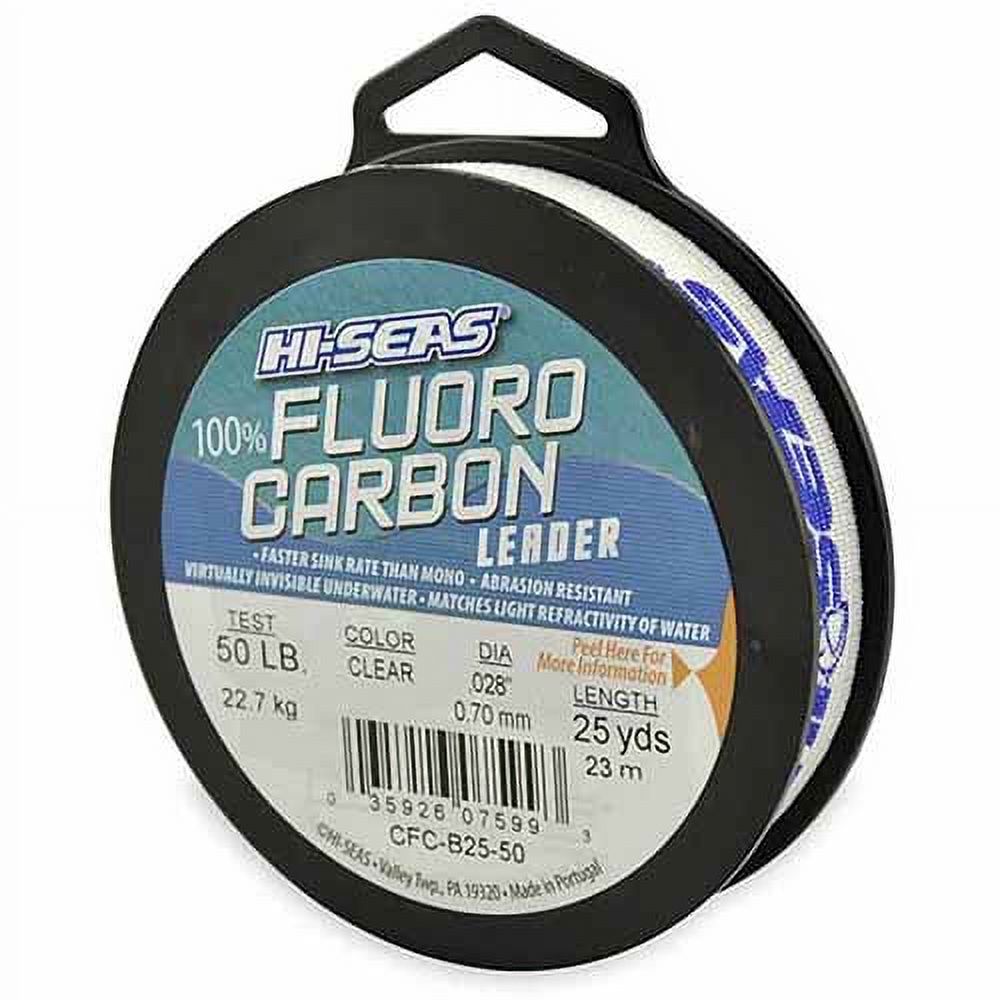 HI-SEAS®
100% FLUORO
CARBON
LEADER
• FASTER SINK RATE THAN MONO • ABRASION RESISTANT
VIRTUALLY INVISIBLE UNDERWATER • MATCHES LIGHT REFRACTIVITY OF WATER
Peel Here For
More Information
TEST
50 LB.
22.7 kg
COLOR
CLEAR
DIA
.028"
0.70 mm
LENGTH
25 yds
23 m
0 35926 07599 3
CFC-B25-50
©HI-SEAS • Valley Twp., PA 19320 • Made in Portugal